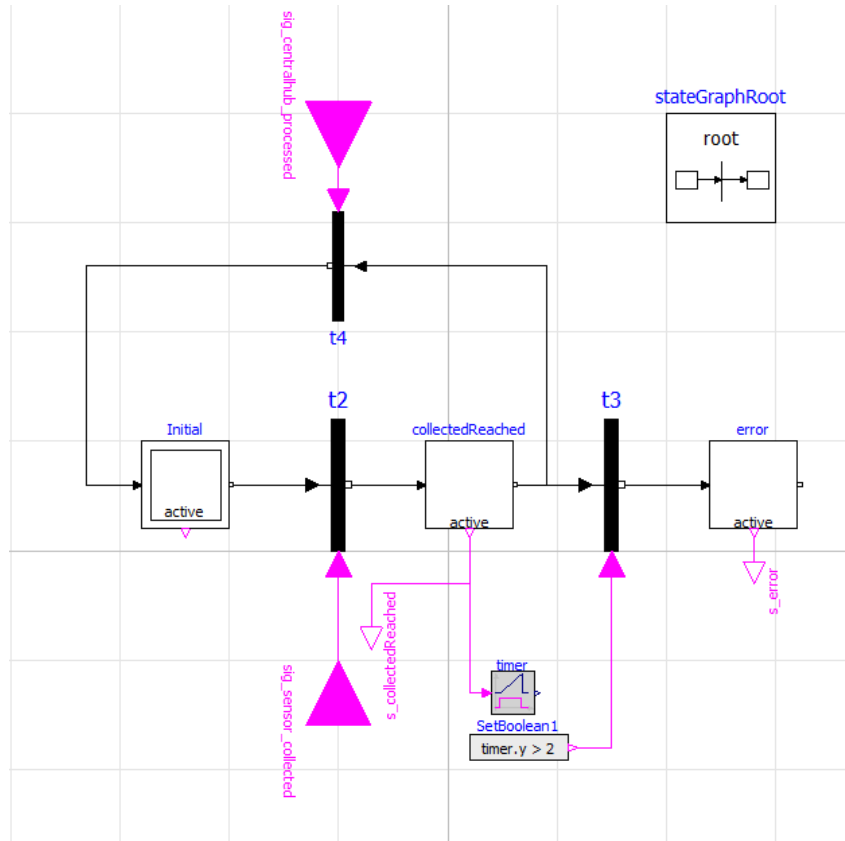 sig_centralhub_processed
stateGraphRoot
root
t4
t2
t3
Initial
collectedReached
error
active
active
active
s_collectedReached
s_error
sig_sensor_collected
timer
SetBoolean1
timer.y > 2